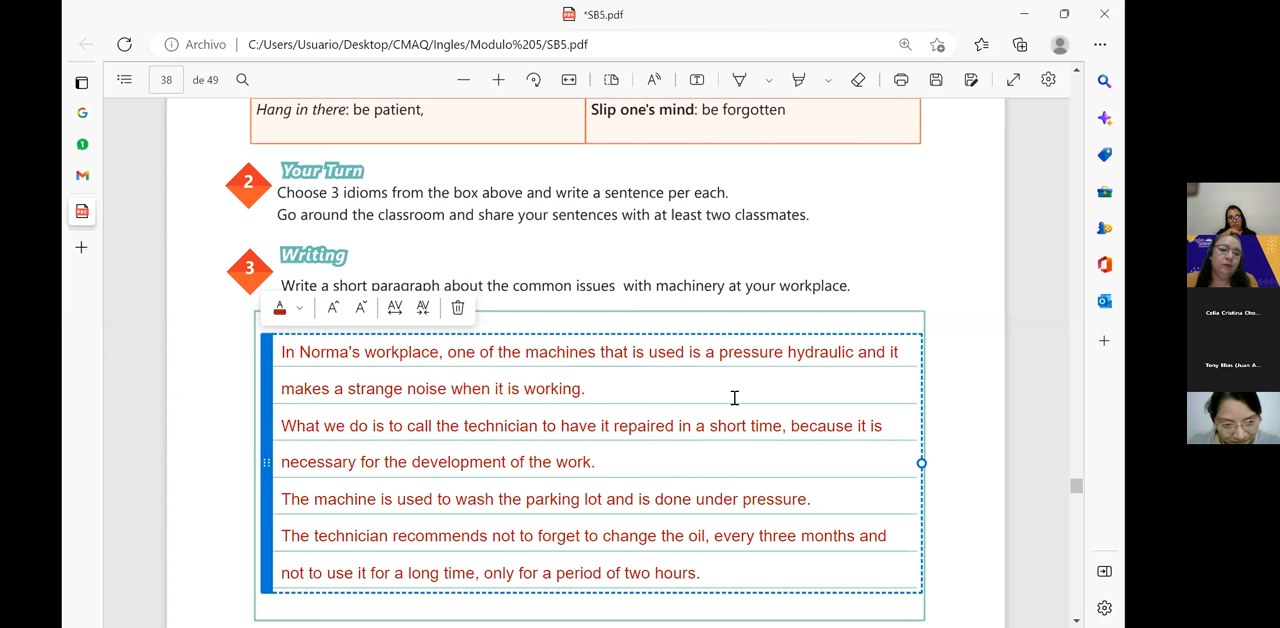 *SB5.pdf
Archivo
C:/Users/Usuario/Desktop/CMAQ/Ingles/Modulo%205/SB5.pdf
38 de 49
Hang in there: be patient,
Slip one's mind: be forgotten
2
Your Turn
Choose 3 idioms from the box above and write a sentence per each.
Go around the classroom and share your sentences with at least two classmates.
3
Writing
Write a short paragraph about the common issues with machinery at your workplace.
In Norma's workplace, one of the machines that is used is a pressure hydraulic and it
makes a strange noise when it is working.
What we do is to call the technician to have it repaired in a short time, because it is
necessary for the development of the work.
The machine is used to wash the parking lot and is done under pressure.
The technician recommends not to forget to change the oil, every three months and
not to use it for a long time, only for a period of two hours.
Celia Cristina Cho...
Tony Blas (Juan A...